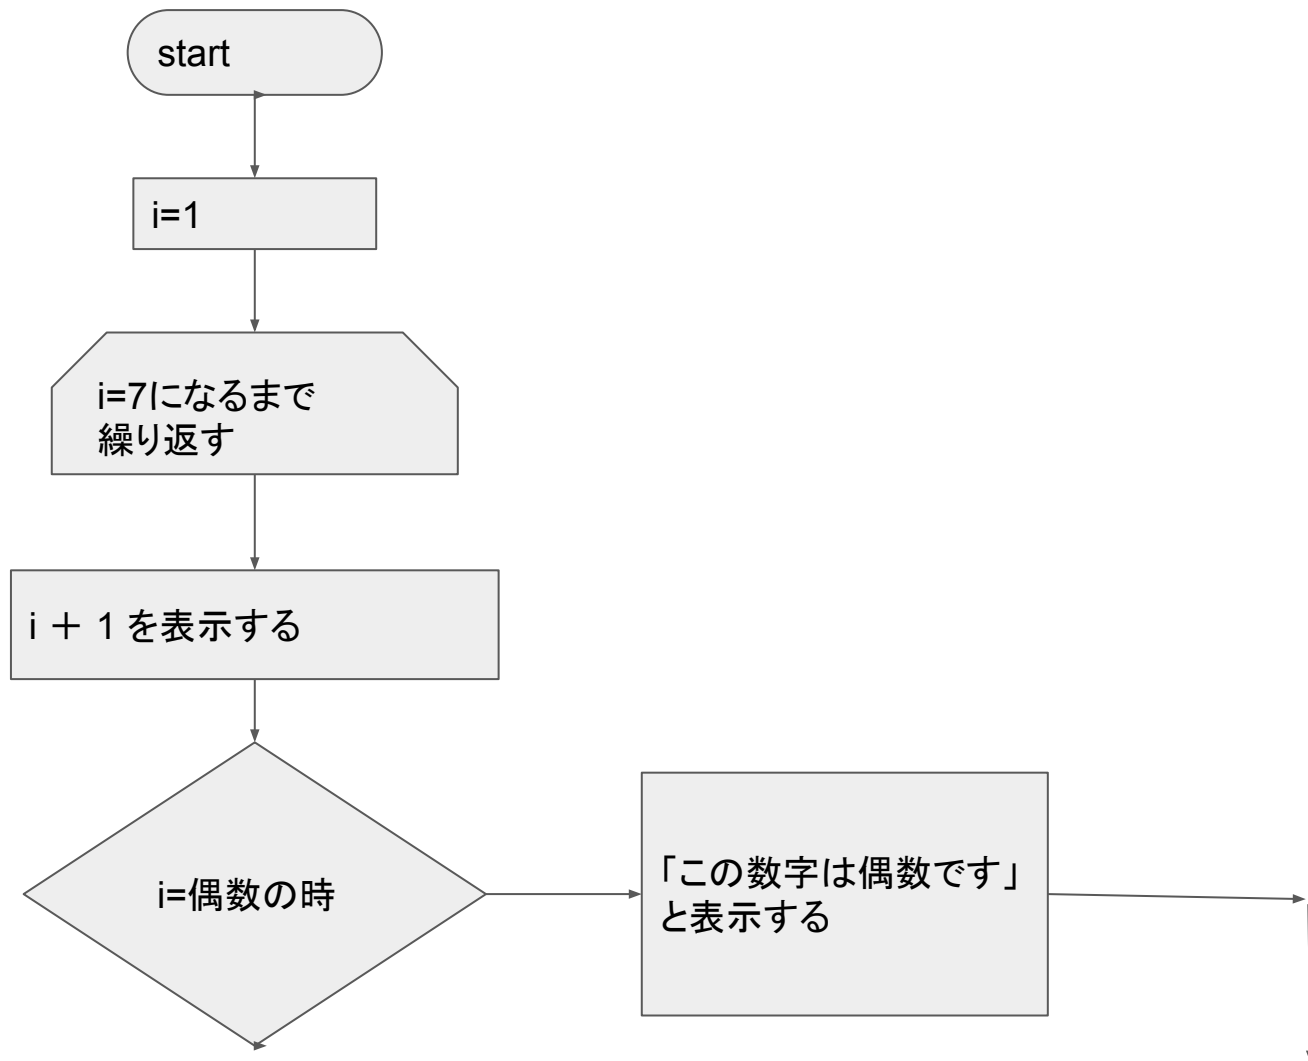 start
i=1
i=7になるまで
繰り返す
i ＋ 1 を表示する
i=偶数の時
「この数字は偶数です」
と表示する